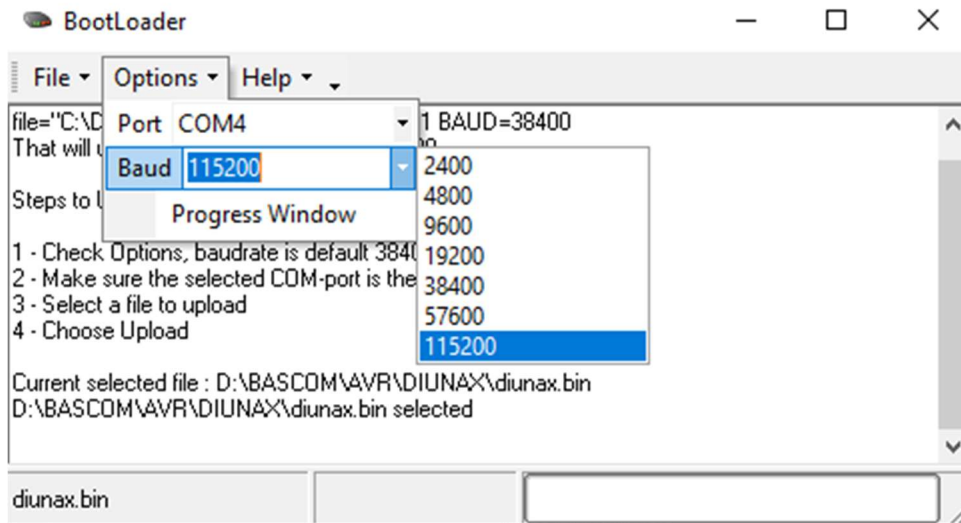 BootLoader
File Options Help
Port COM4
Baud 115200
Progress Window
2400
4800
9600
19200
38400
57600
115200
file="C:\D 1 BAUD=38400
That will
Steps to
1 - Check Options, baudrate is default 384
2 - Make sure the selected COM-port is the
3 - Select a file to upload
4 - Choose Upload
Current selected file : D:\BASCOM\AVR\DIUNAX\diunax.bin
D:\BASCOM\AVR\DIUNAX\diunax.bin selected
diunax.bin